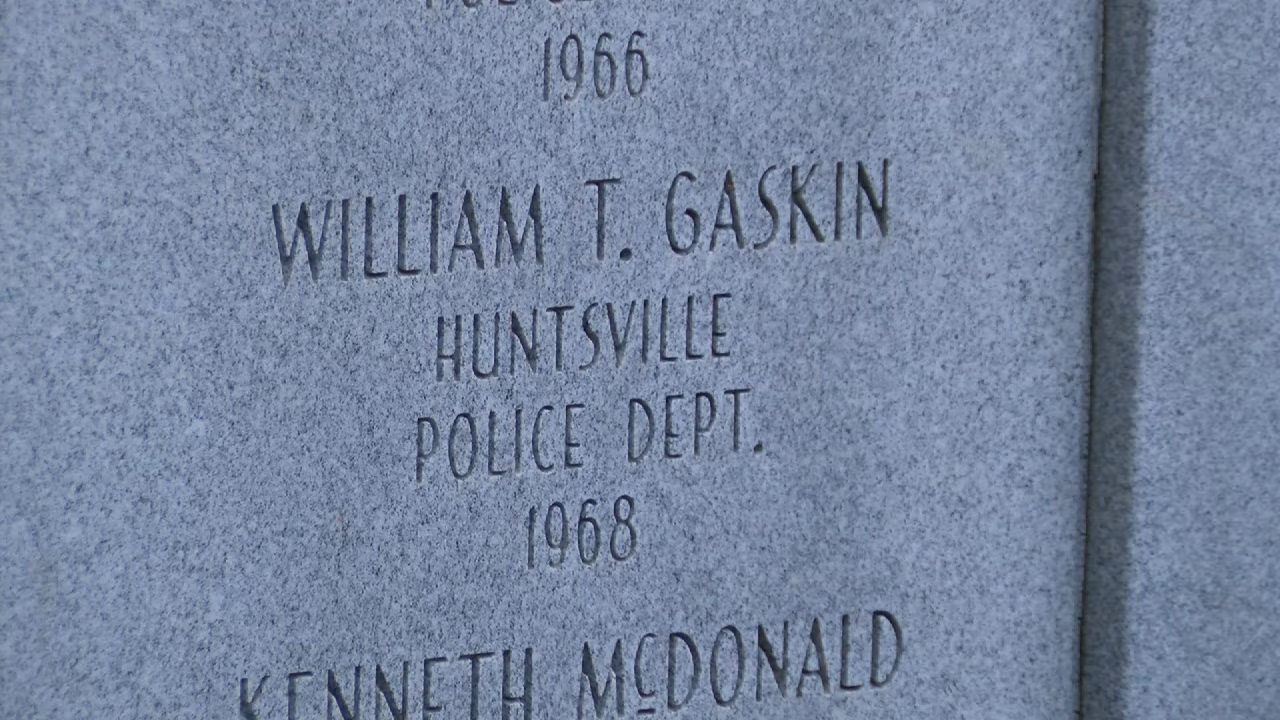 1966
WILLIAM T. GASKIN
HUNTSVILLE
POLICE DEPT.
1968
KENNETH McDONALD